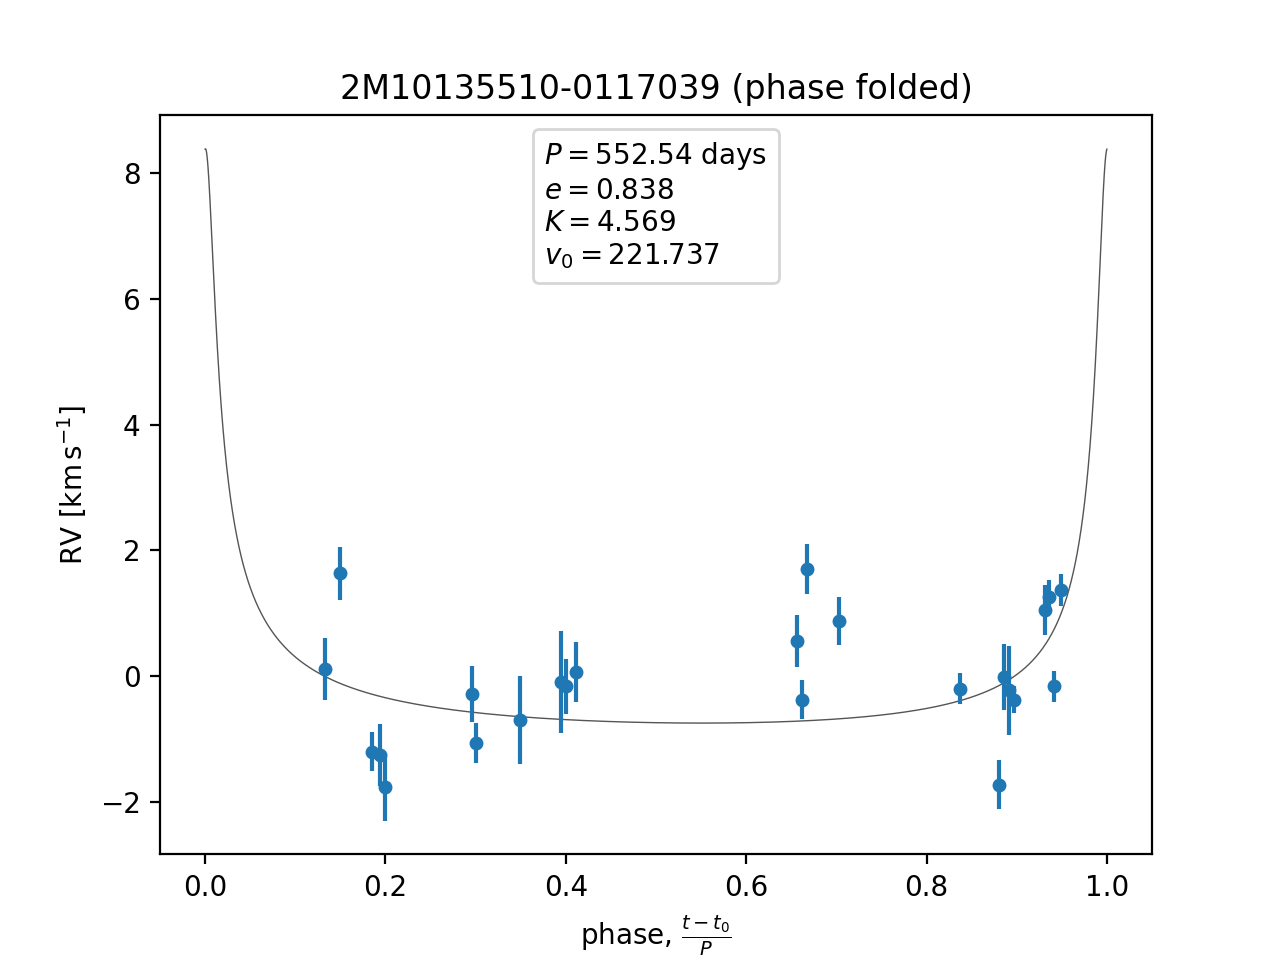 2M10135510-0117039 (phase folded)
P = 552.54 days
e = 0.838
K = 4.569
v₀ = 221.737
8
6
4
2
0
−2
RV [km s⁻¹]
0.0 0.2 0.4 0.6 0.8 1.0
phase, (t − t₀)/P